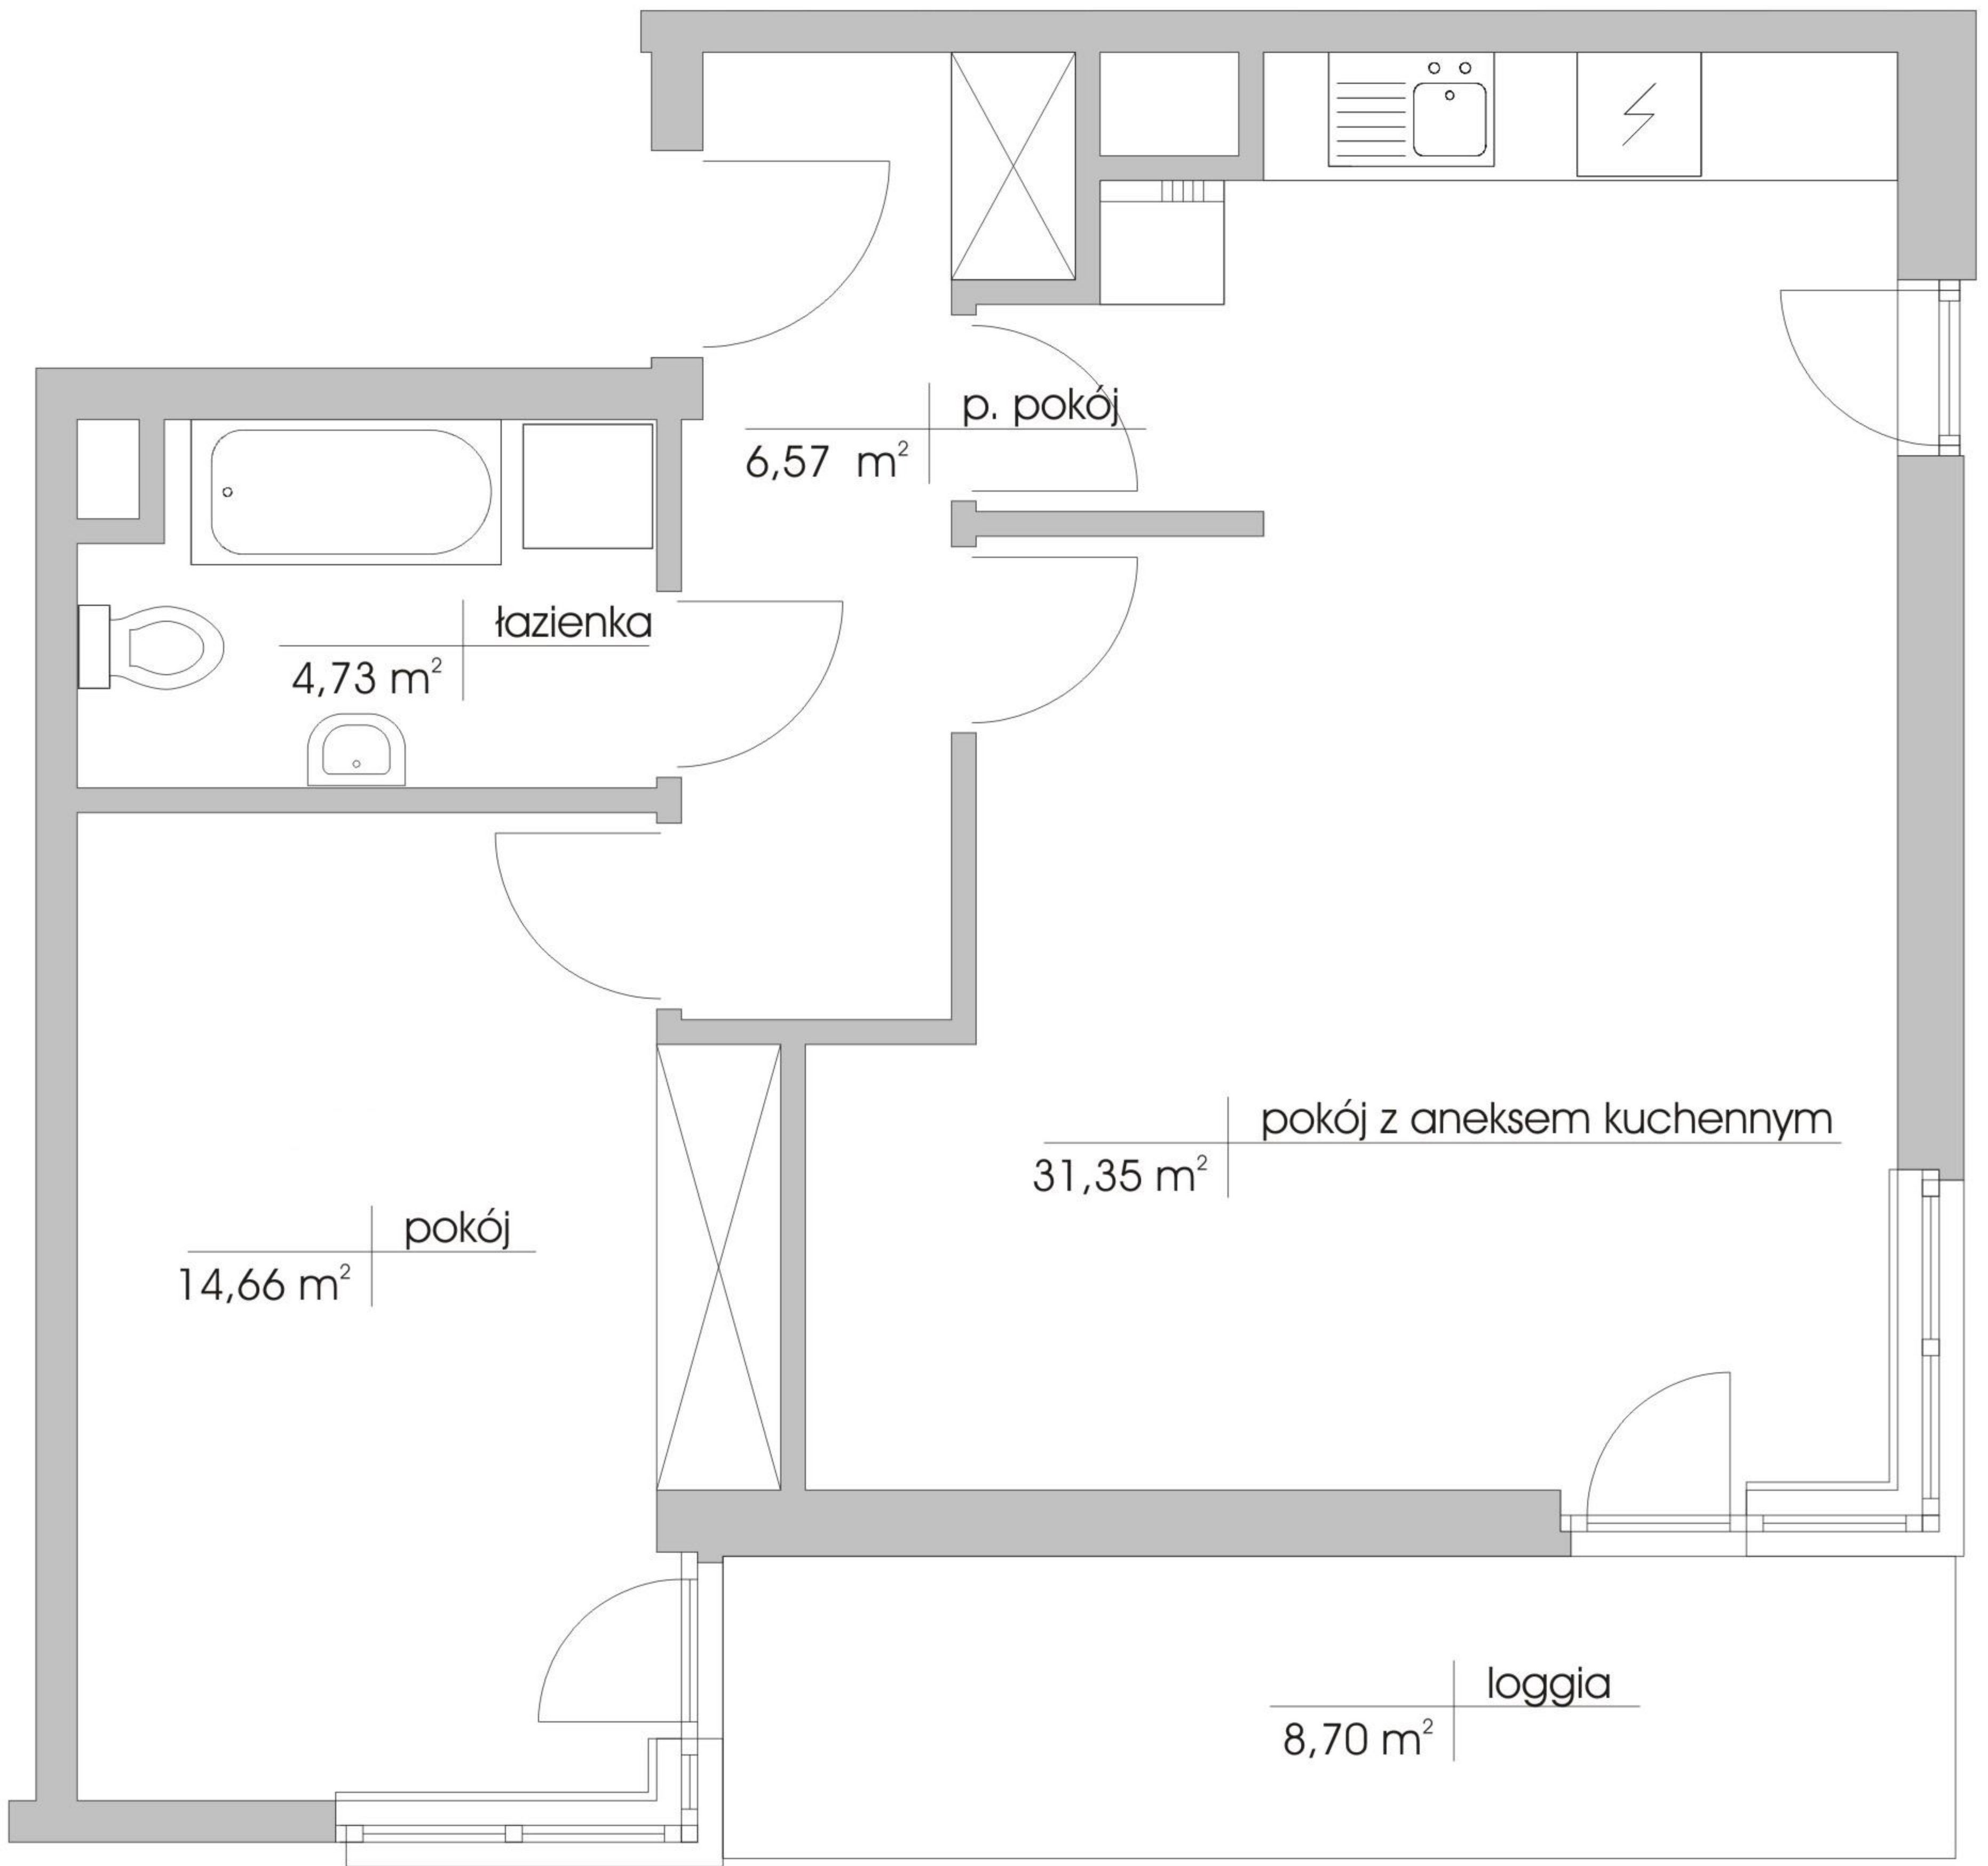 p. pokój
6,57 m²
łazienka
4,73 m²
pokój z aneksem kuchennym
31,35 m²
pokój
14,66 m²
loggia
8,70 m²